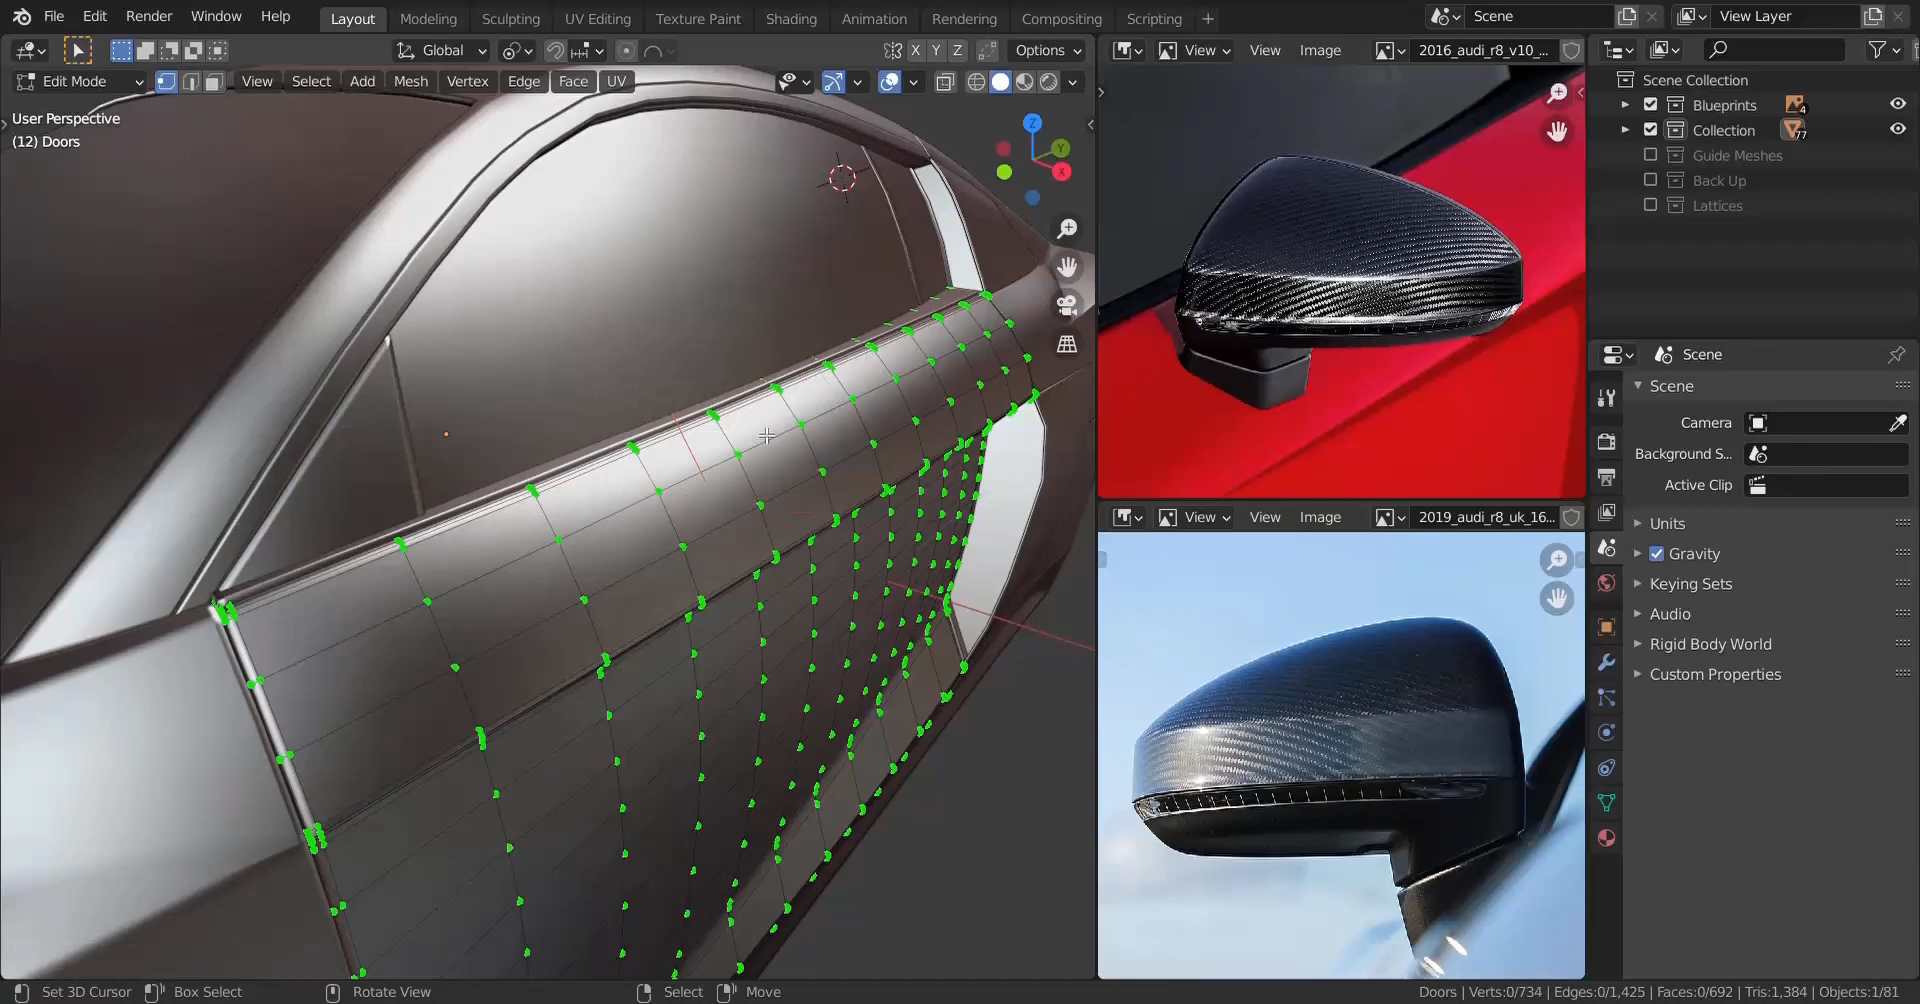 File Edit Render Window Help Layout Modeling Sculpting UV Editing Texture Paint Shading Animation Rendering Compositing Scripting + Scene View Layer
Global X Y Z Options View View Image 2016_audi_r8_v10_...
Edit Mode View Select Add Mesh Vertex Edge Face UV
User Perspective
(12) Doors
Z
Y
X
Scene Collection
Blueprints 4
Collection 77
Guide Meshes
Back Up
Lattices
Scene
Scene
Camera
Background S...
Active Clip
Units
Gravity
Keying Sets
Audio
Rigid Body World
Custom Properties
View View Image 2019_audi_r8_uk_16...
Set 3D Cursor Box Select Rotate View Select Move Doors | Verts:0/734 | Edges:0/1,425 | Faces:0/692 | Tris:1,384 | Objects:1/81